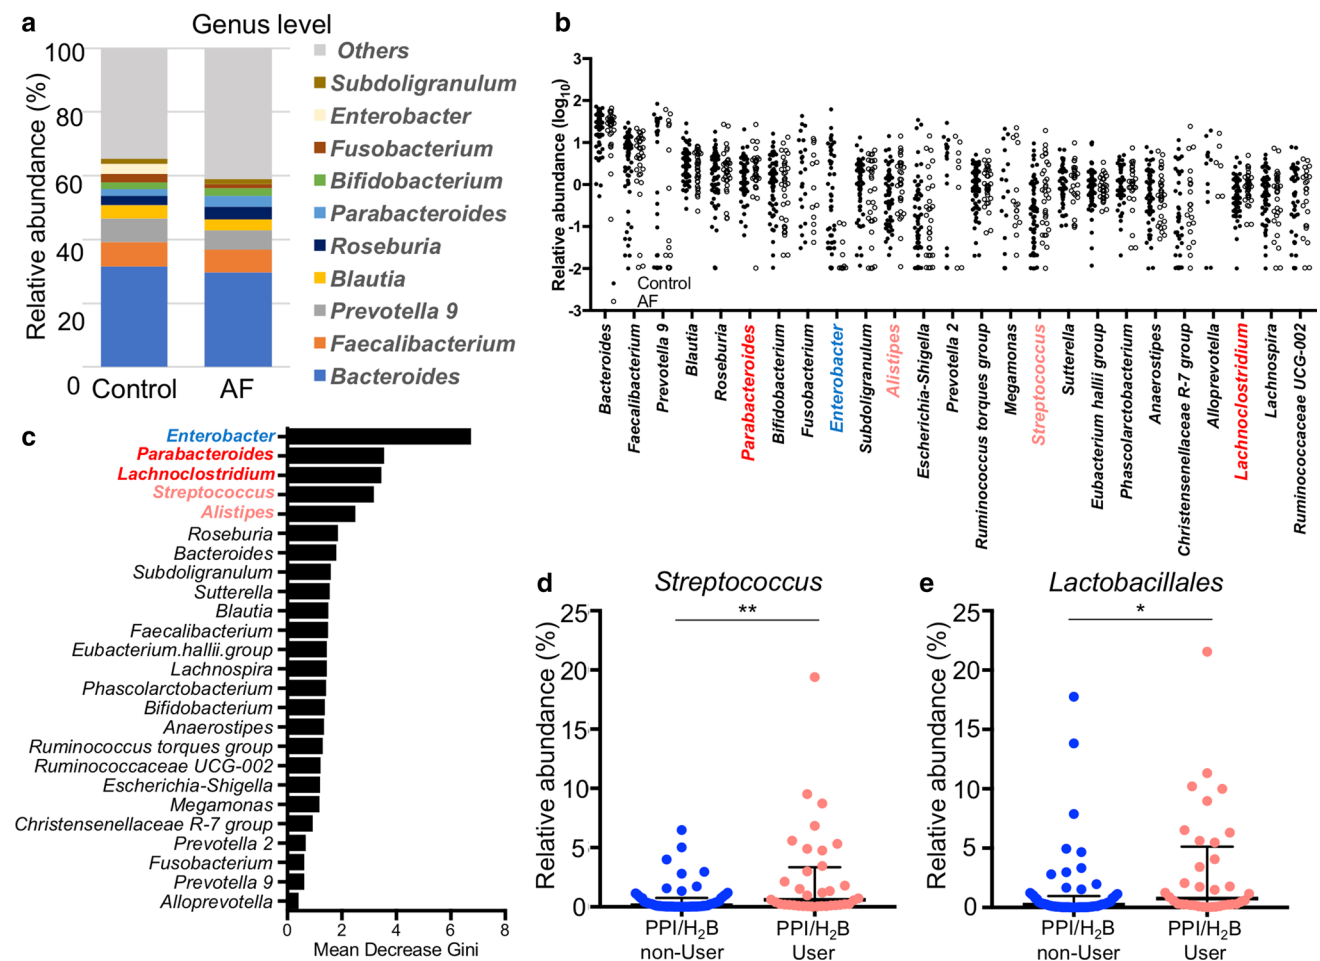 a
Genus level
Relative abundance (%)
100
80
60
40
20
0
Control
AF
Others
Subdoligranulum
Enterobacter
Fusobacterium
Bifidobacterium
Parabacteroides
Roseburia
Blautia
Prevotella 9
Faecalibacterium
Bacteroides
b
Relative abundance (log10)
3
2
1
0
-1
-2
-3
Control
AF
Bacteroides
Faecalibacterium
Prevotella 9
Blautia
Roseburia
Parabacteroides
Bifidobacterium
Fusobacterium
Enterobacter
Subdoligranulum
Alistipes
Escherichia-Shigella
Prevotella 2
Ruminococcus torques group
Megamonas
Streptococcus
Sutterella
Eubacterium hallii group
Phascolarctobacterium
Anaerostipes
Christensenellaceae R-7 group
Alloprevotella
Lachnoclostridium
Lachnospira
Ruminococcaceae UCG-002
c
Enterobacter
Parabacteroides
Lachnoclostridium
Streptococcus
Alistipes
Roseburia
Bacteroides
Subdoligranulum
Sutterella
Blautia
Faecalibacterium
Eubacterium.hallii.group
Lachnospira
Phascolarctobacterium
Bifidobacterium
Anaerostipes
Ruminococcus torques group
Ruminococcaceae UCG-002
Escherichia-Shigella
Megamonas
Christensenellaceae R-7 group
Prevotella 2
Fusobacterium
Prevotella 9
Alloprevotella
0 2 4 6 8
Mean Decrease Gini
d
Streptococcus
**
Relative abundance (%)
25
20
15
10
5
0
PPI/H2B
non-User
PPI/H2B
User
e
Lactobacillales
*
Relative abundance (%)
25
20
15
10
5
0
PPI/H2B
non-User
PPI/H2B
User